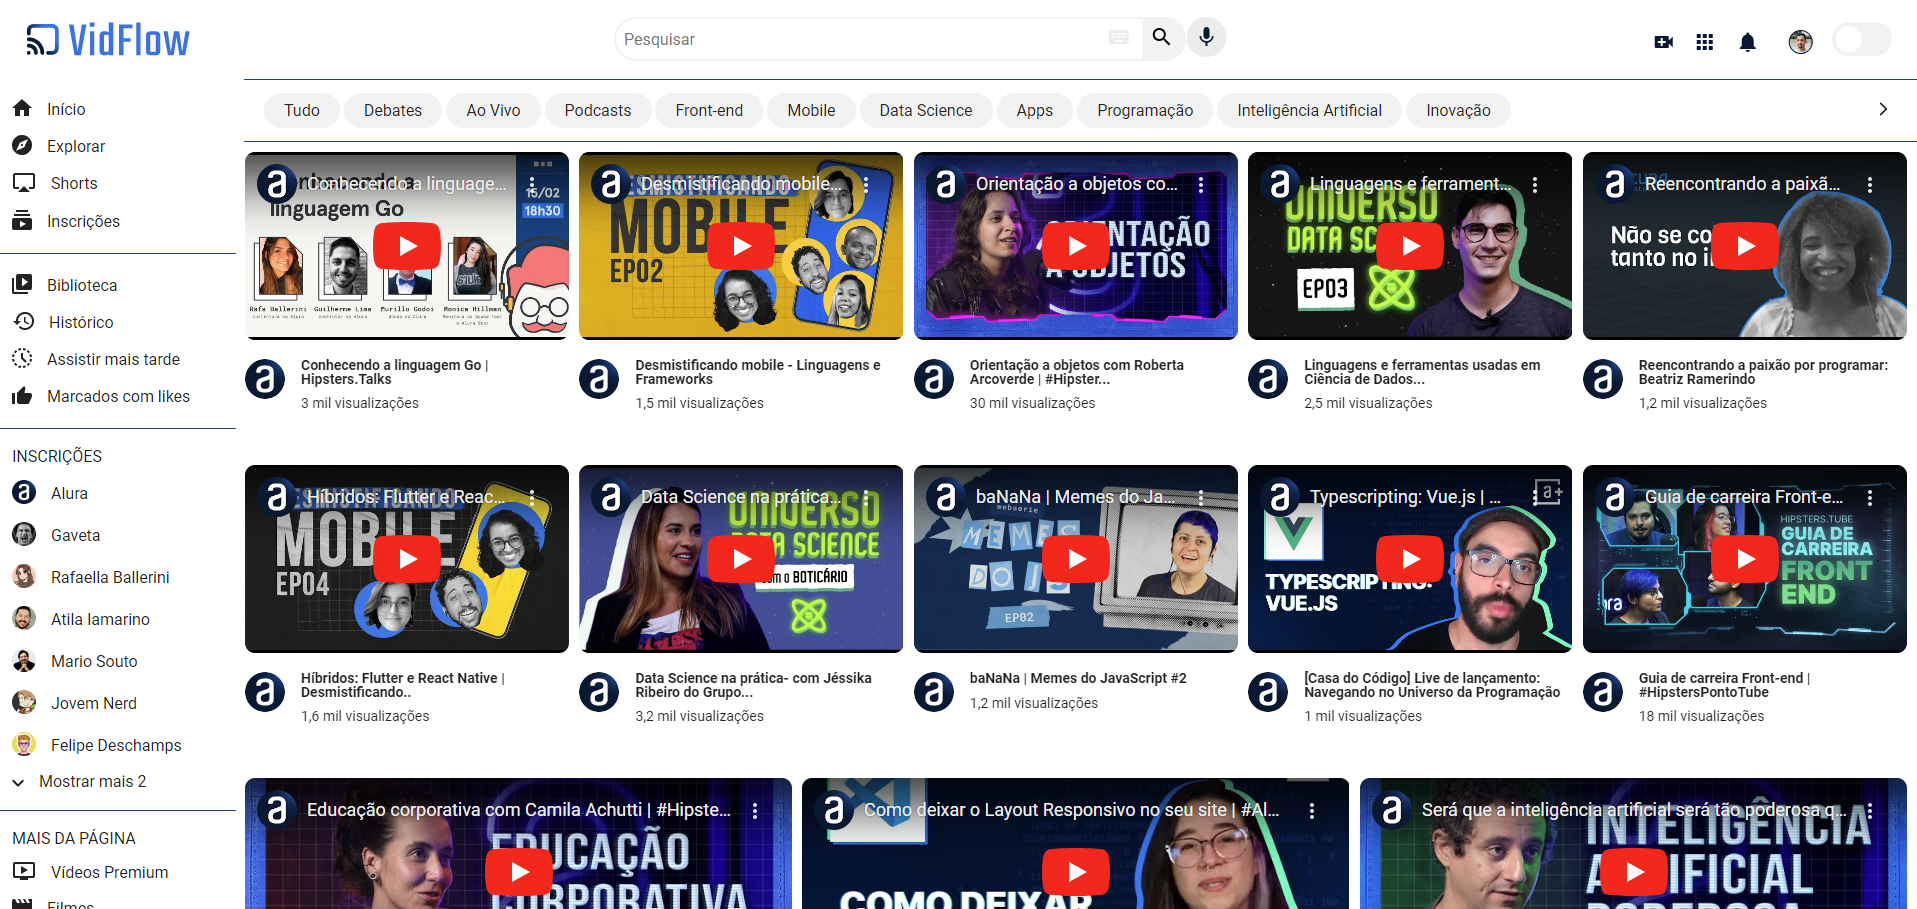 VidFlow
Pesquisar
Início
Explorar
Shorts
Inscrições
Biblioteca
Histórico
Assistir mais tarde
Marcados com likes
INSCRIÇÕES
Alura
Gaveta
Rafaella Ballerini
Atila Iamarino
Mario Souto
Jovem Nerd
Felipe Deschamps
Mostrar mais 2
MAIS DA PÁGINA
Vídeos Premium
Filmes
Tudo
Debates
Ao Vivo
Podcasts
Front-end
Mobile
Data Science
Apps
Programação
Inteligência Artificial
Inovação
Conhecendo a linguage...
linguagem Go
15/02
18h30
Rafa Ballerini
Guilherme Lima
Murillo Godoi
Monica Hillman
Conhecendo a linguagem Go |
Hipsters.Talks
3 mil visualizações
Desmistificando mobile...
DESMISTIFICANDO
MOBILE
EP02
Desmistificando mobile - Linguagens e
Frameworks
1,5 mil visualizações
Orientação a objetos co...
OBJETOS
Orientação a objetos com Roberta
Arcoverde | #Hipster...
30 mil visualizações
Linguagens e ferrament...
UNIVERSO
DATA SC
EP03
Linguagens e ferramentas usadas em
Ciência de Dados...
2,5 mil visualizações
Reencontrando a paixã...
Não se co
tanto no i
Reencontrando a paixão por programar:
Beatriz Ramerindo
1,2 mil visualizações
Híbridos: Flutter e Reac...
DESMISTIFICANDO
MOBILE
EP04
Híbridos: Flutter e React Native |
Desmistificando..
1,6 mil visualizações
Data Science na prática...
UNIVERSO
DATA SCIENCE
com o BOTICÁRIO
Data Science na prática- com Jéssika
Ribeiro do Grupo...
3,2 mil visualizações
baNaNa | Memes do Ja...
webserie
MEMES
DO JS
EP02
baNaNa | Memes do JavaScript #2
1,2 mil visualizações
Typescripting: Vue.js | ...
a+
TYPESCRIPTING:
VUE.JS
[Casa do Código] Live de lançamento:
Navegando no Universo da Programação
1 mil visualizações
Guia de carreira Front-e...
HIPSTERS.TUBE
GUIA DE
CARREIRA
FRONT
END
Guia de carreira Front-end |
#HipstersPontoTube
18 mil visualizações
Educação corporativa com Camila Achutti | #Hipste...
EDUCAÇÃO
CORPORATIVA
Como deixar o Layout Responsivo no seu site | #Al...
COMO DEIXAR
Será que a inteligência artificial será tão poderosa q...
INTELIGÊNCIA
ARTIFICIAL
PODEROSA